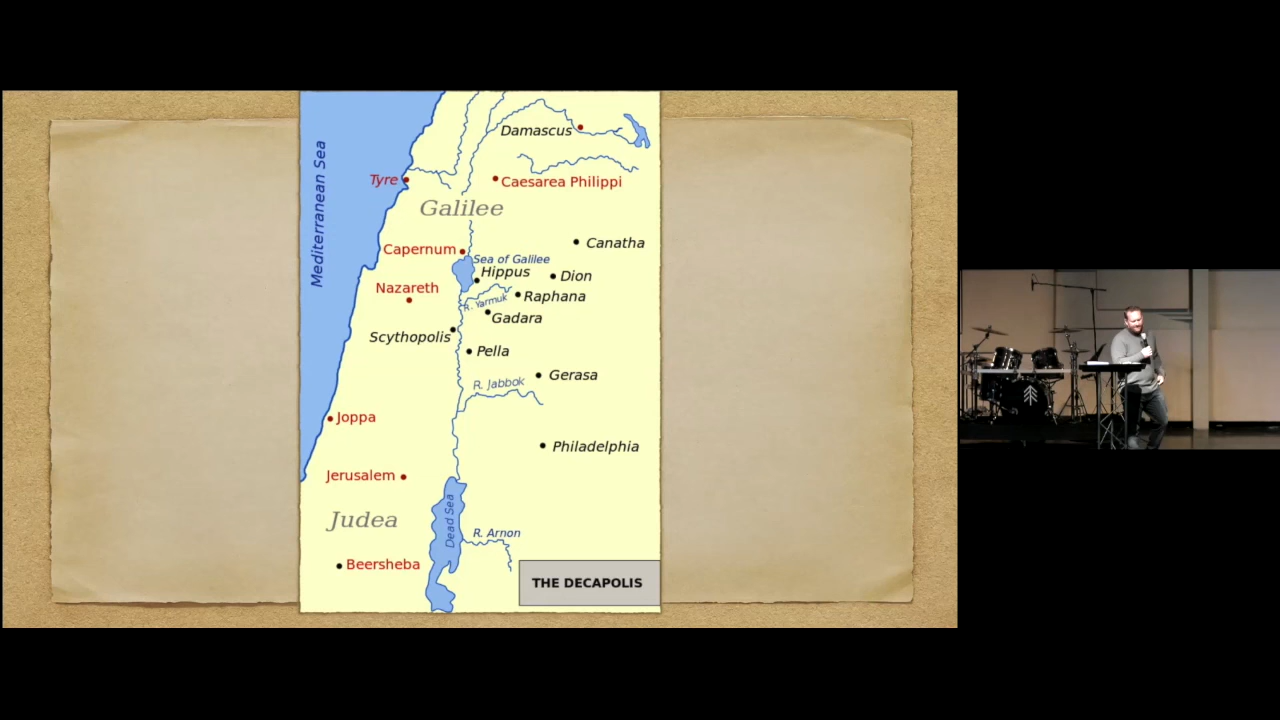 Mediterranean Sea
Damascus
Tyre
Caesarea Philippi
Galilee
Canatha
Capernum
Sea of Galilee
Hippus
Dion
Nazareth
Raphana
R. Yarmuk
Gadara
Scythopolis
Pella
Gerasa
R. Jabbok
Joppa
Philadelphia
Jerusalem
Dead Sea
Judea
R. Arnon
Beersheba
THE DECAPOLIS